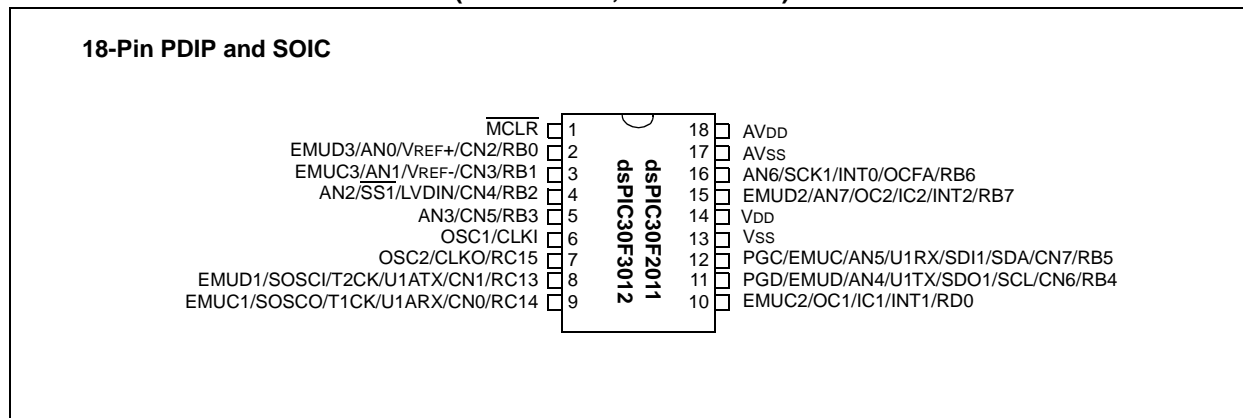 18-Pin PDIP and SOIC
MCLR 1 18 AVDD
EMUD3/AN0/VREF+/CN2/RB0 2 17 AVSS
EMUC3/AN1/VREF-/CN3/RB1 3 16 AN6/SCK1/INT0/OCFA/RB6
AN2/SS1/LVDIN/CN4/RB2 4 15 EMUD2/AN7/OC2/IC2/INT2/RB7
AN3/CN5/RB3 5 14 VDD
OSC1/CLKI 6 13 VSS
OSC2/CLKO/RC15 7 12 PGC/EMUC/AN5/U1RX/SDI1/SDA/CN7/RB5
EMUD1/SOSCI/T2CK/U1ATX/CN1/RC13 8 11 PGD/EMUD/AN4/U1TX/SDO1/SCL/CN6/RB4
EMUC1/SOSCO/T1CK/U1ARX/CN0/RC14 9 10 EMUC2/OC1/IC1/INT1/RD0
dsPIC30F2011
dsPIC30F3012